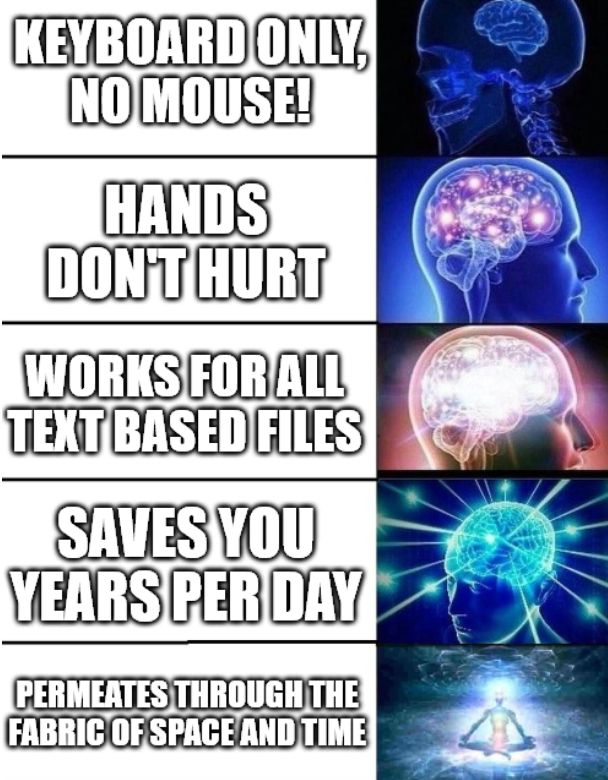 KEYBOARD ONLY,
NO MOUSE!
HANDS
DON'T HURT
WORKS FOR ALL
TEXT BASED FILES
SAVES YOU
YEARS PER DAY
PERMEATES THROUGH THE
FABRIC OF SPACE AND TIME